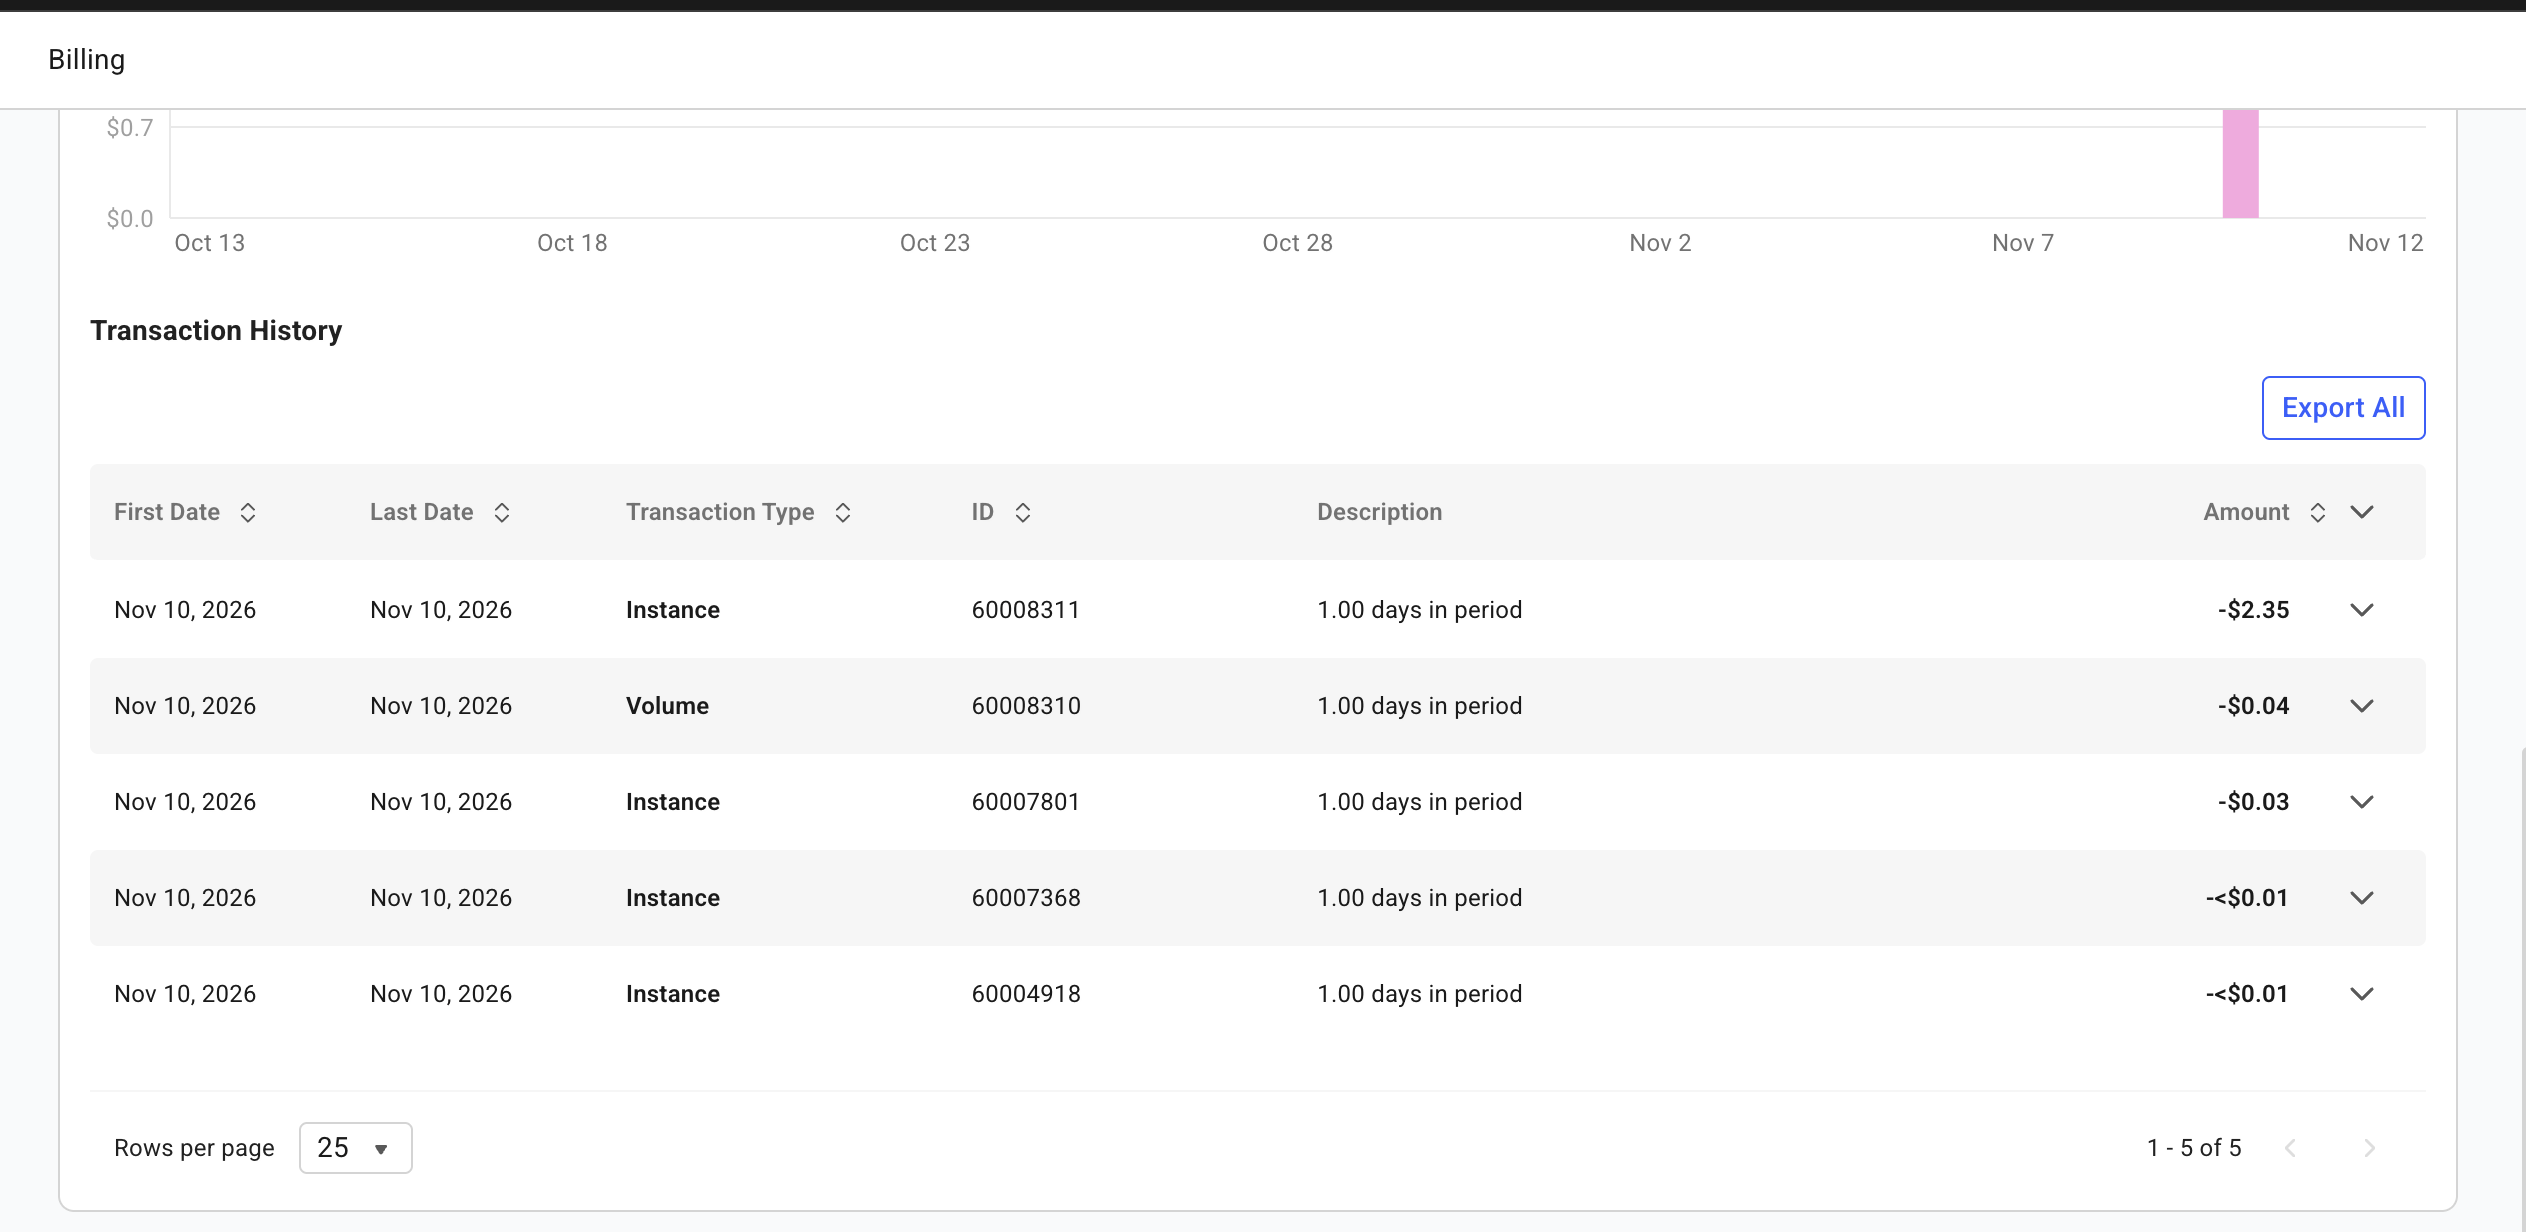 Billing
$0.7
$0.0
Oct 13 Oct 18 Oct 23 Oct 28 Nov 2 Nov 7 Nov 12
Transaction History
Export All
First Date Last Date Transaction Type ID Description Amount
Nov 10, 2026 Nov 10, 2026 Instance 60008311 1.00 days in period -$2.35
Nov 10, 2026 Nov 10, 2026 Volume 60008310 1.00 days in period -$0.04
Nov 10, 2026 Nov 10, 2026 Instance 60007801 1.00 days in period -$0.03
Nov 10, 2026 Nov 10, 2026 Instance 60007368 1.00 days in period -<$0.01
Nov 10, 2026 Nov 10, 2026 Instance 60004918 1.00 days in period -<$0.01
Rows per page 25 1 - 5 of 5